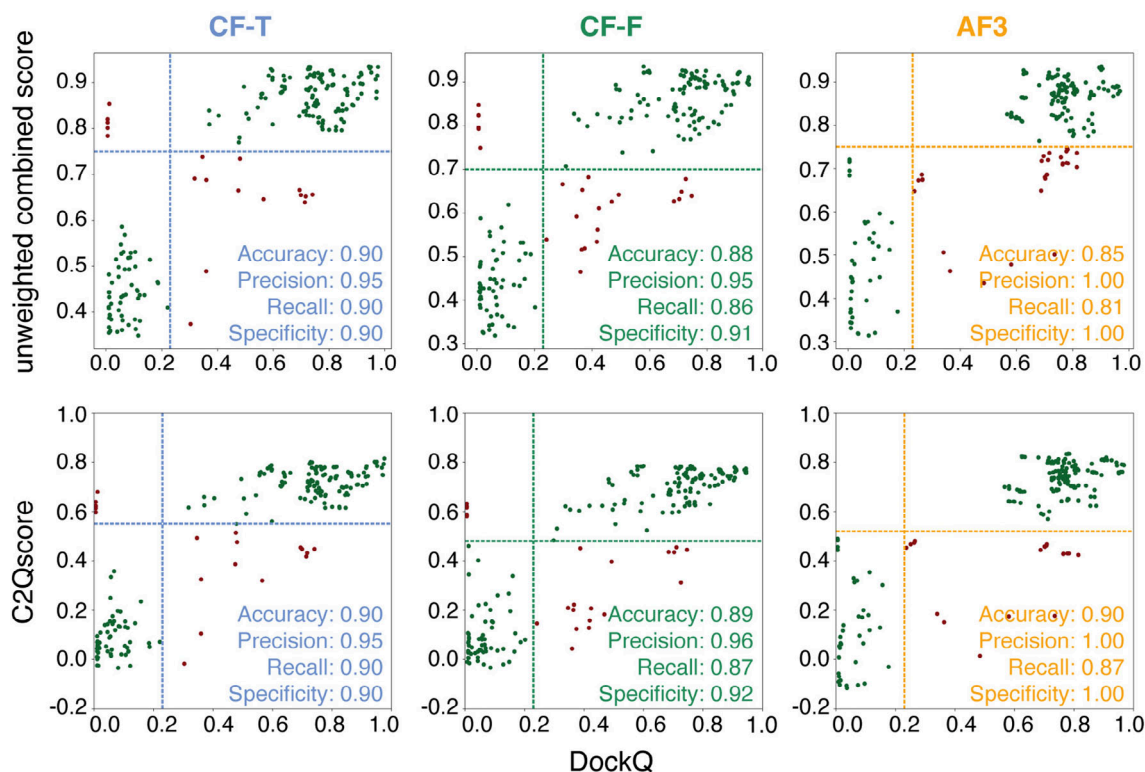 CF-T CF-F AF3
unweighted combined score
0.9
0.8
0.7
0.6
0.5
0.4
Accuracy: 0.90
Precision: 0.95
Recall: 0.90
Specificity: 0.90
0.0 0.2 0.4 0.6 0.8 1.0
0.9
0.8
0.7
0.6
0.5
0.4
0.3
Accuracy: 0.88
Precision: 0.95
Recall: 0.86
Specificity: 0.91
0.0 0.2 0.4 0.6 0.8 1.0
0.9
0.8
0.7
0.6
0.5
0.4
0.3
Accuracy: 0.85
Precision: 1.00
Recall: 0.81
Specificity: 1.00
0.0 0.2 0.4 0.6 0.8 1.0
C2Qscore
1.0
0.8
0.6
0.4
0.2
0.0
-0.2
Accuracy: 0.90
Precision: 0.95
Recall: 0.90
Specificity: 0.90
0.0 0.2 0.4 0.6 0.8 1.0
1.0
0.8
0.6
0.4
0.2
0.0
-0.2
Accuracy: 0.89
Precision: 0.96
Recall: 0.87
Specificity: 0.92
0.0 0.2 0.4 0.6 0.8 1.0
1.0
0.8
0.6
0.4
0.2
0.0
-0.2
Accuracy: 0.90
Precision: 1.00
Recall: 0.87
Specificity: 1.00
0.0 0.2 0.4 0.6 0.8 1.0
DockQ